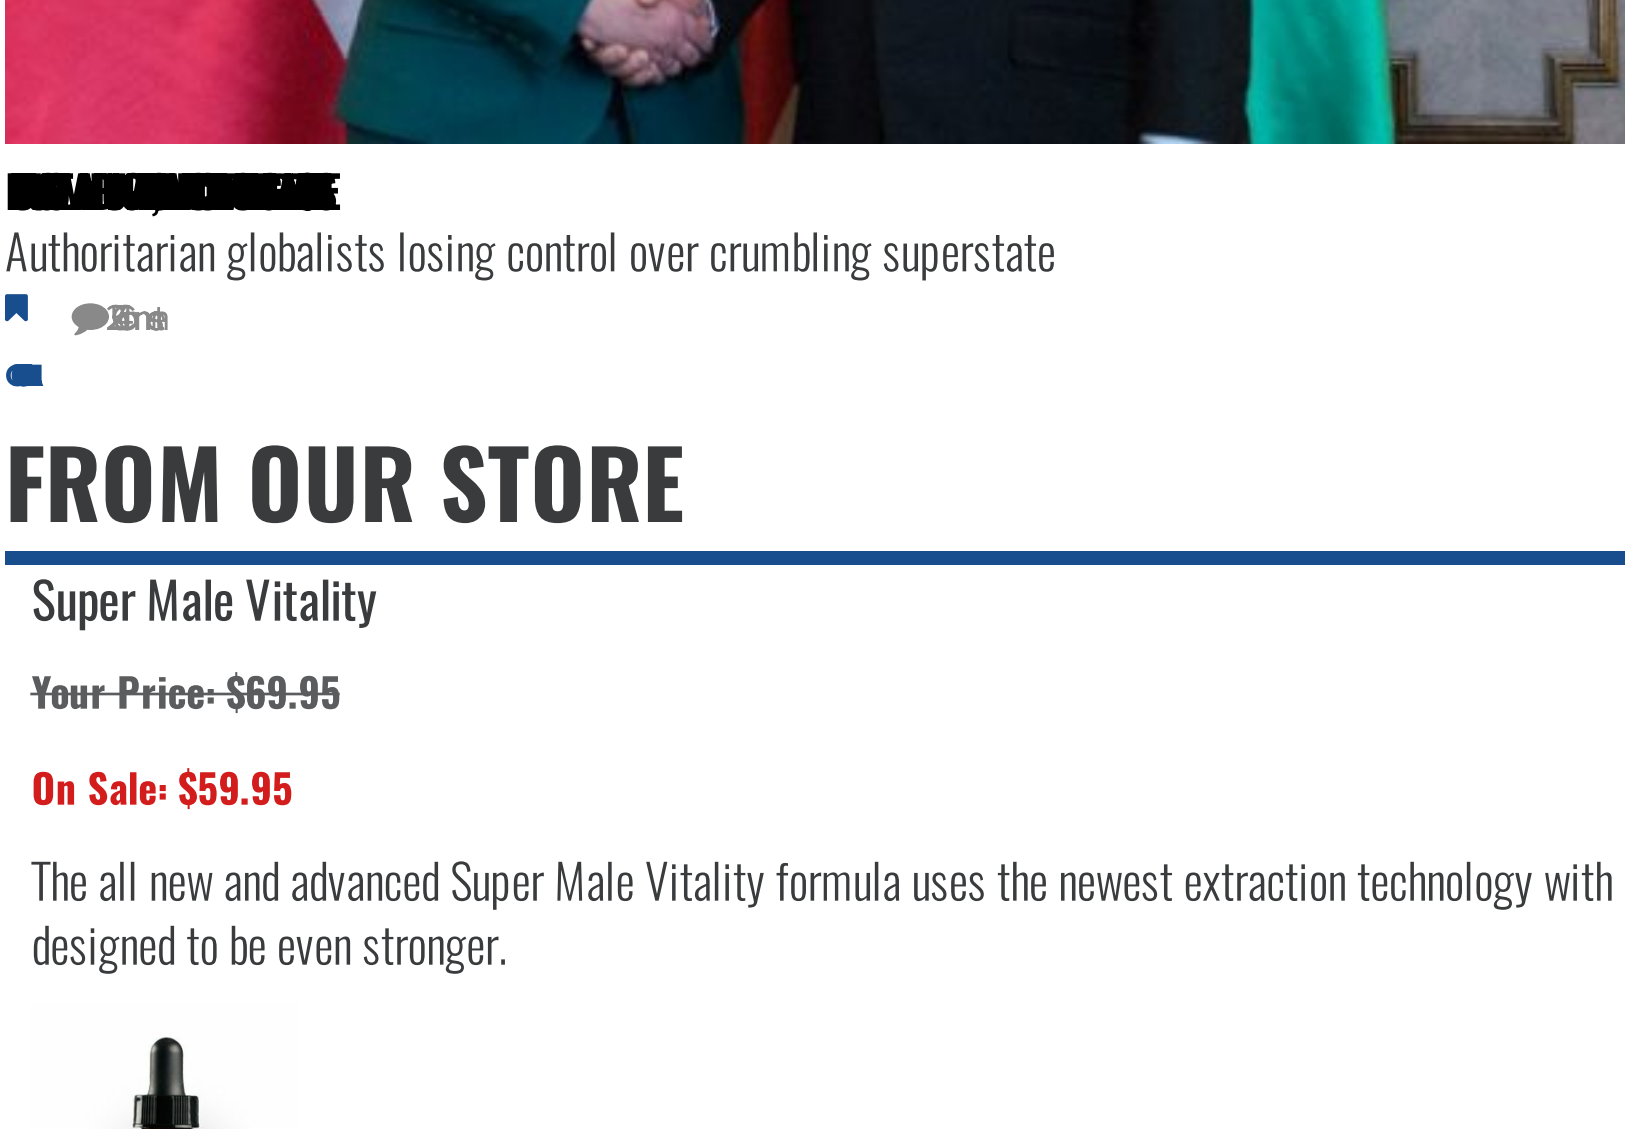 Authoritarian globalists losing control over crumbling superstate
FROM OUR STORE
Super Male Vitality
Your Price: $69.95
On Sale: $59.95
The all new and advanced Super Male Vitality formula uses the newest extraction technology with
designed to be even stronger.